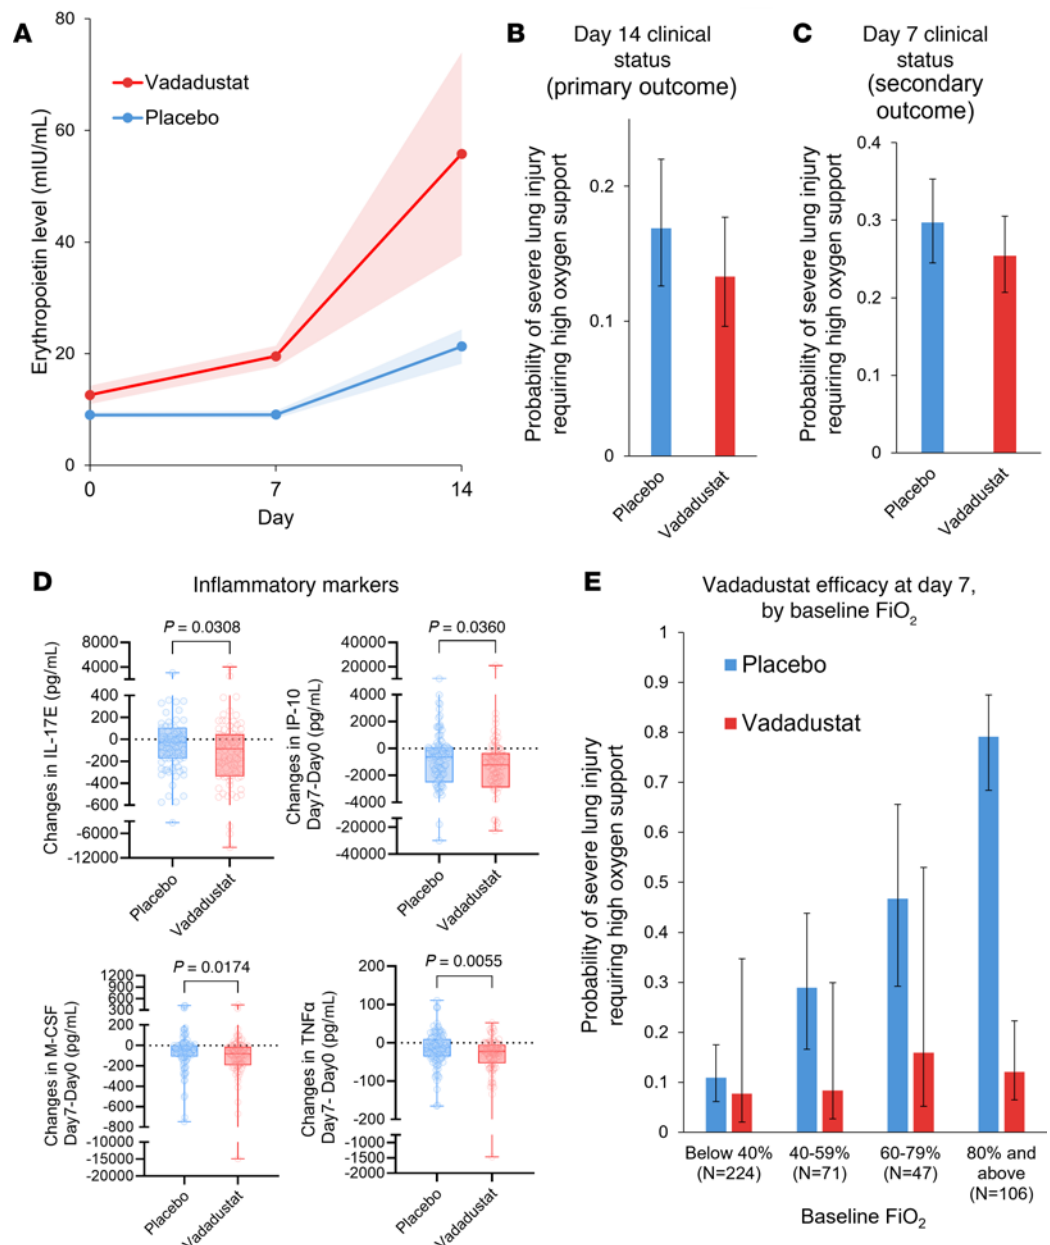 A
80
60
40
20
0
Erythropoietin level (mIU/mL)
Vadadustat
Placebo
0 7 14
Day
B
Day 14 clinical
status
(primary outcome)
Probability of severe lung injury
requiring high oxygen support
0.2
0.1
0
Placebo
Vadadustat
C
Day 7 clinical
status
(secondary
outcome)
Probability of severe lung injury
requiring high oxygen support
0.4
0.3
0.2
0.1
0
Placebo
Vadadustat
D
Inflammatory markers
P = 0.0308
Changes in IL-17E (pg/mL)
8000
4000
400
200
0
-200
-400
-600
-6000
-12000
Placebo
Vadadustat
P = 0.0360
Changes in IP-10
Day7-Day0 (pg/mL)
30000
20000
10000
4000
2000
0
-2000
-4000
-20000
-40000
Placebo
Vadadustat
P = 0.0174
Changes in M-CSF
Day7-Day0 (pg/mL)
1200
900
600
300
200
0
-200
-400
-600
-800
-10000
-15000
-20000
Placebo
Vadadustat
P = 0.0055
Changes in TNFα
Day7- Day0 (pg/mL)
200
100
0
-100
-200
-500
-1000
-1500
-2000
Placebo
Vadadustat
E
Vadadustat efficacy at day 7,
by baseline FiO₂
Probability of severe lung injury
requiring high oxygen support
1
0.9
0.8
0.7
0.6
0.5
0.4
0.3
0.2
0.1
0
Placebo
Vadadustat
Below 40%
(N=224)
40-59%
(N=71)
60-79%
(N=47)
80% and
above
(N=106)
Baseline FiO₂